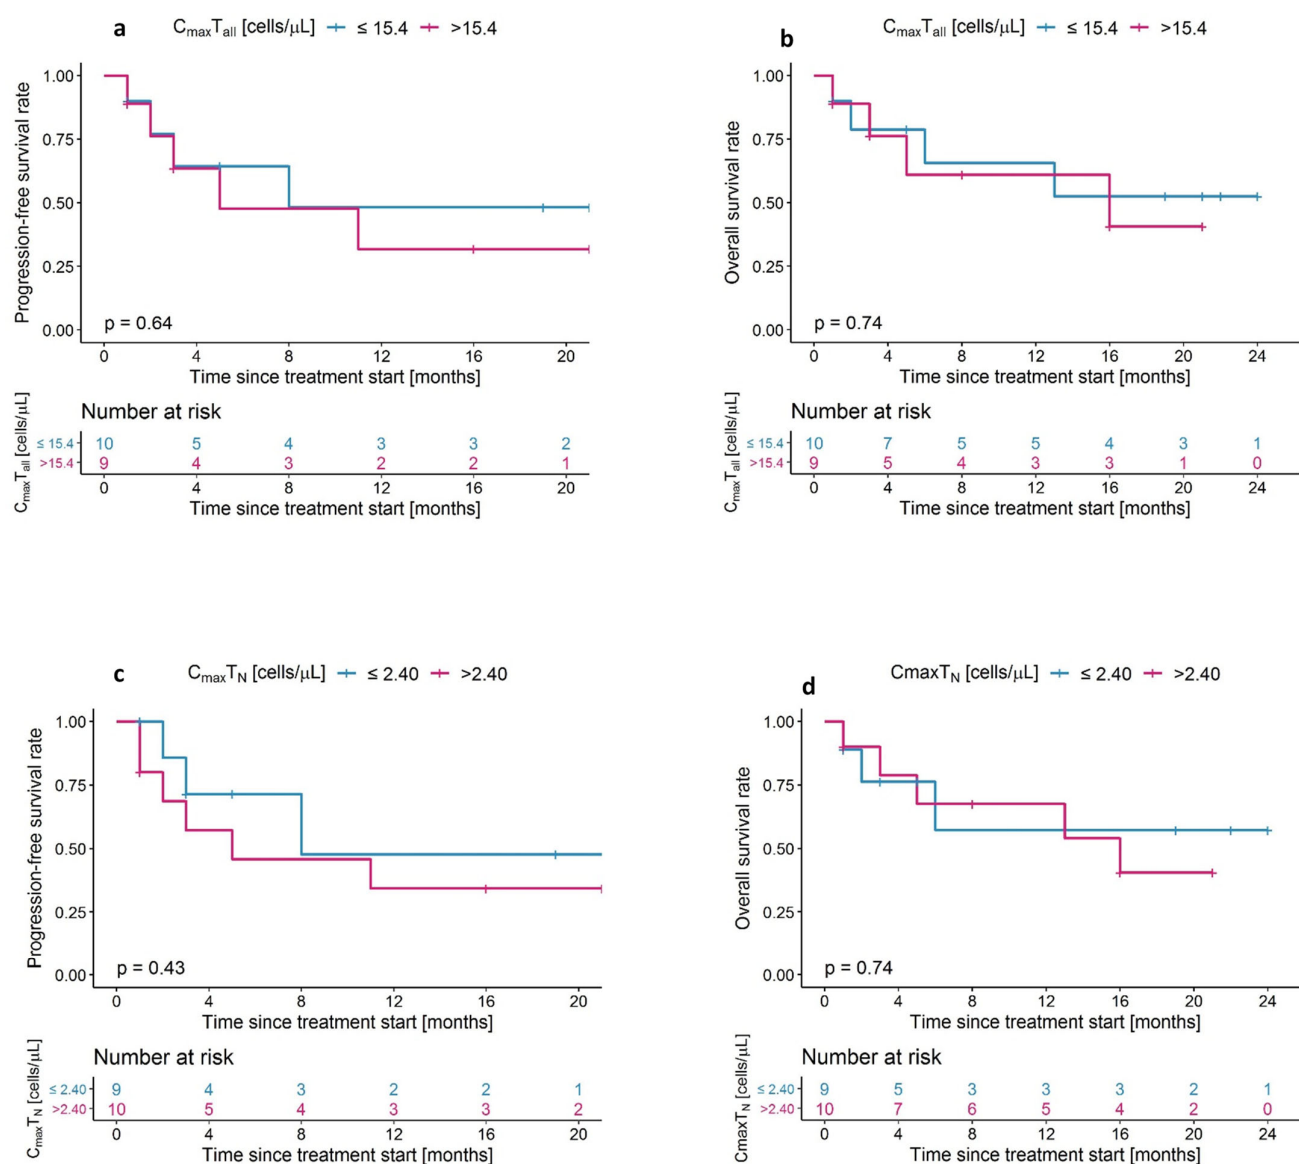 a
C_max T_all [cells/μL] ≤ 15.4 >15.4
Progression-free survival rate
1.00
0.75
0.50
0.25
0.00
p = 0.64
0 4 8 12 16 20
Time since treatment start [months]
Number at risk
C_max T_all [cells/μL]
≤ 15.4 10 5 4 3 3 2
>15.4 9 4 3 2 2 1
0 4 8 12 16 20
Time since treatment start [months]
b
C_max T_all [cells/μL] ≤ 15.4 >15.4
Overall survival rate
1.00
0.75
0.50
0.25
0.00
p = 0.74
0 4 8 12 16 20 24
Time since treatment start [months]
Number at risk
C_max T_all [cells/μL]
≤ 15.4 10 7 5 5 4 3 1
>15.4 9 5 4 3 3 1 0
0 4 8 12 16 20 24
Time since treatment start [months]
c
C_max T_N [cells/μL] ≤ 2.40 >2.40
Progression-free survival rate
1.00
0.75
0.50
0.25
0.00
p = 0.43
0 4 8 12 16 20
Time since treatment start [months]
Number at risk
C_max T_N [cells/μL]
≤ 2.40 9 4 3 2 2 1
>2.40 10 5 4 3 3 2
0 4 8 12 16 20
Time since treatment start [months]
d
CmaxT_N [cells/μL] ≤ 2.40 >2.40
Overall survival rate
1.00
0.75
0.50
0.25
0.00
p = 0.74
0 4 8 12 16 20 24
Time since treatment start [months]
Number at risk
CmaxT_N [cells/μL]
≤ 2.40 9 5 3 3 3 2 1
>2.40 10 7 6 5 4 2 0
0 4 8 12 16 20 24
Time since treatment start [months]